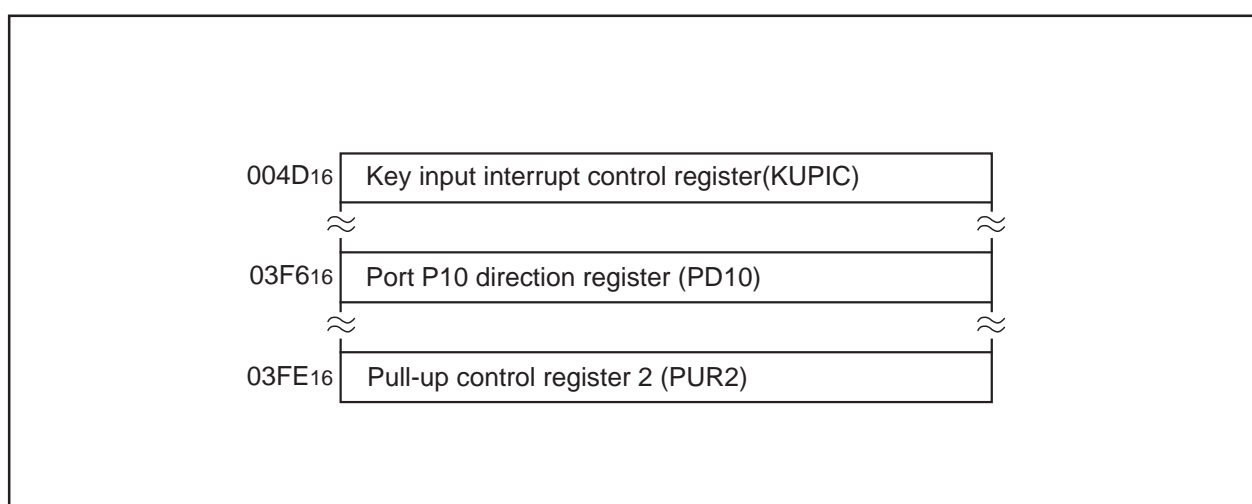 004D16 Key input interrupt control register(KUPIC)
03F616 Port P10 direction register (PD10)
03FE16 Pull-up control register 2 (PUR2)